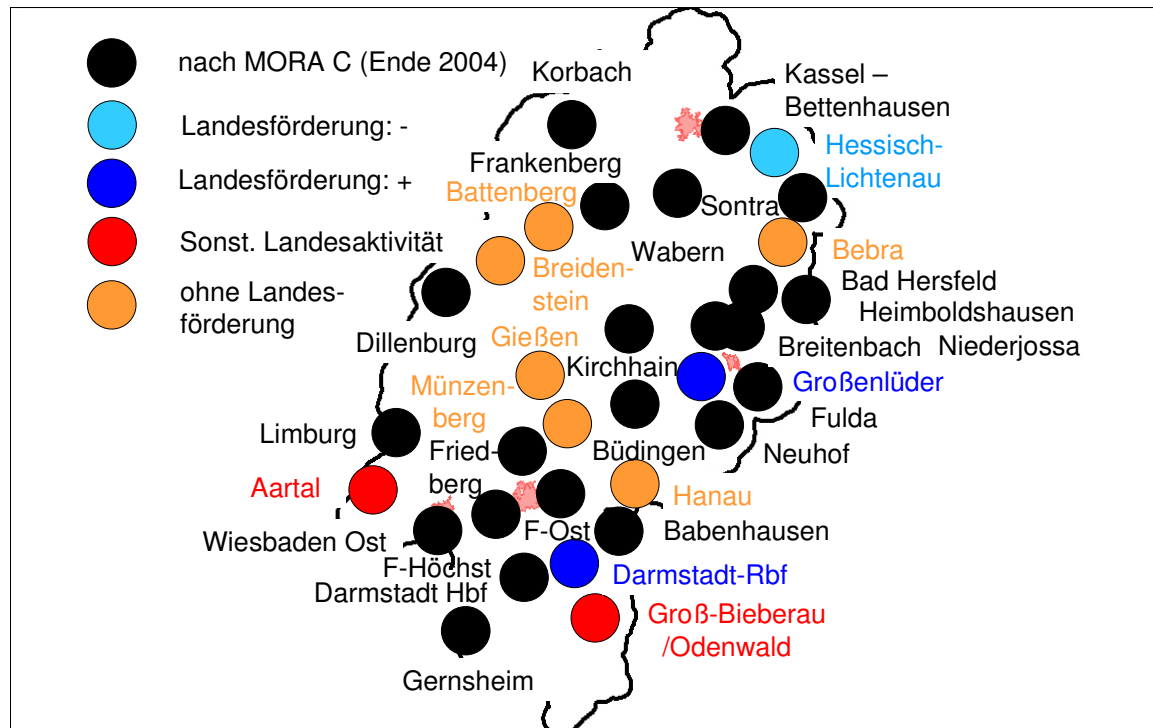 nach MORA C (Ende 2004)
Landesförderung: -
Landesförderung: +
Sonst. Landesaktivität
ohne Landes-
förderung
Korbach
Kassel –
Bettenhausen
Hessisch-
Lichtenau
Frankenberg
Battenberg
Sontra
Wabern
Bebra
Breiden-
stein
Bad Hersfeld
Heimboldshausen
Dillenburg
Gießen
Breitenbach
Niederjossa
Kirchhain
Großenlüder
Münzen-
berg
Fulda
Limburg
Fried-
berg
Büdingen
Neuhof
Aartal
Hanau
Wiesbaden Ost
F-Ost
Babenhausen
F-Höchst
Darmstadt Hbf
Darmstadt-Rbf
Groß-Bieberau
/Odenwald
Gernsheim